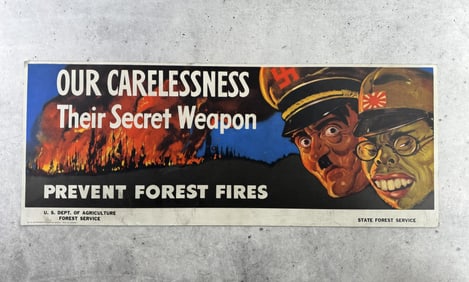 OUR CARELESSNESS
Their Secret Weapon
PREVENT FOREST FIRES
U. S. DEPT. OF AGRICULTURE
FOREST SERVICE
STATE FOREST SERVICE